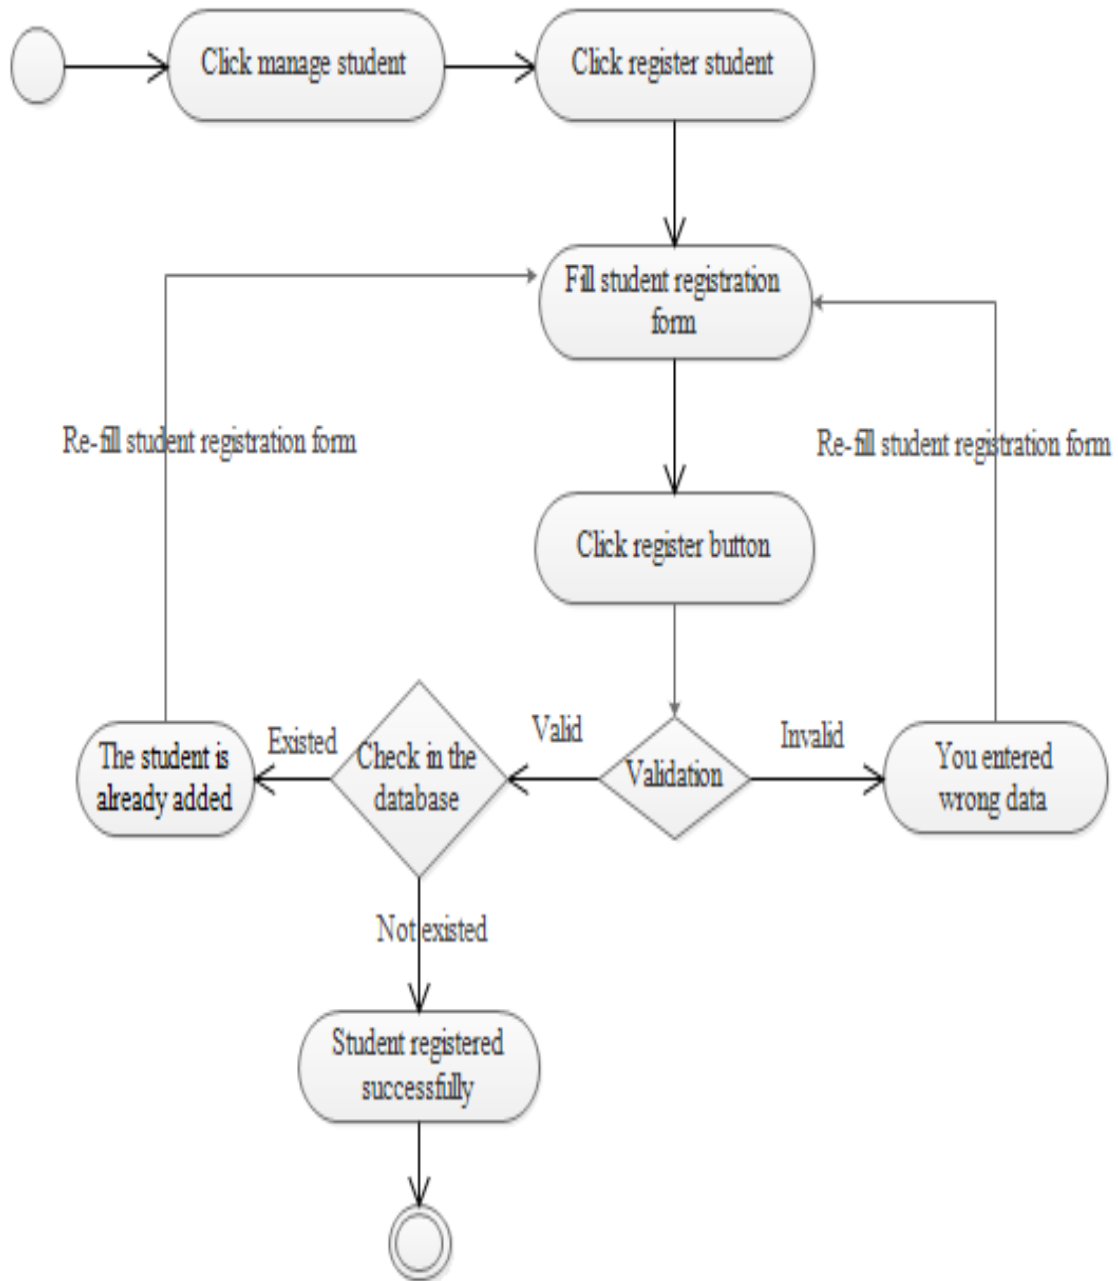 Click manage student
Click register student
Fill student registration
form
Re-fill student registration form
Re-fill student registration form
Click register button
The student is
already added
Existed
Check in the
database
Valid
Validation
Invalid
You entered
wrong data
Not existed
Student registered
successfully